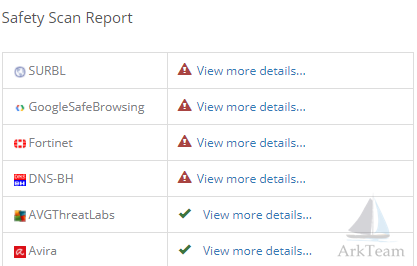 Safety Scan Report
SURBL View more details...
GoogleSafeBrowsing View more details...
Fortinet View more details...
DNS-BH View more details...
AVGThreatLabs View more details...
Avira View more details...
ArkTeam